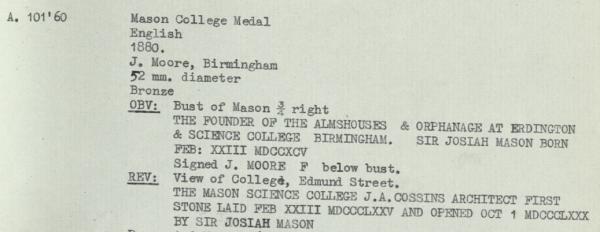 A. 101'60 Mason College Medal
English
1880.
J. Moore, Birmingham
52 mm. diameter
Bronze
OBV: Bust of Mason ¾ right
THE FOUNDER OF THE ALMSHOUSES & ORPHANAGE AT ERDINGTON
& SCIENCE COLLEGE BIRMINGHAM. SIR JOSIAH MASON BORN
FEB: XXIII MDCCXCV
Signed J. MOORE F below bust.
REV: View of College, Edmund Street.
THE MASON SCIENCE COLLEGE J.A.COSSINS ARCHITECT FIRST
STONE LAID FEB XXIII MDCCCLXXV AND OPENED OCT 1 MDCCCLXXX
BY SIR JOSIAH MASON